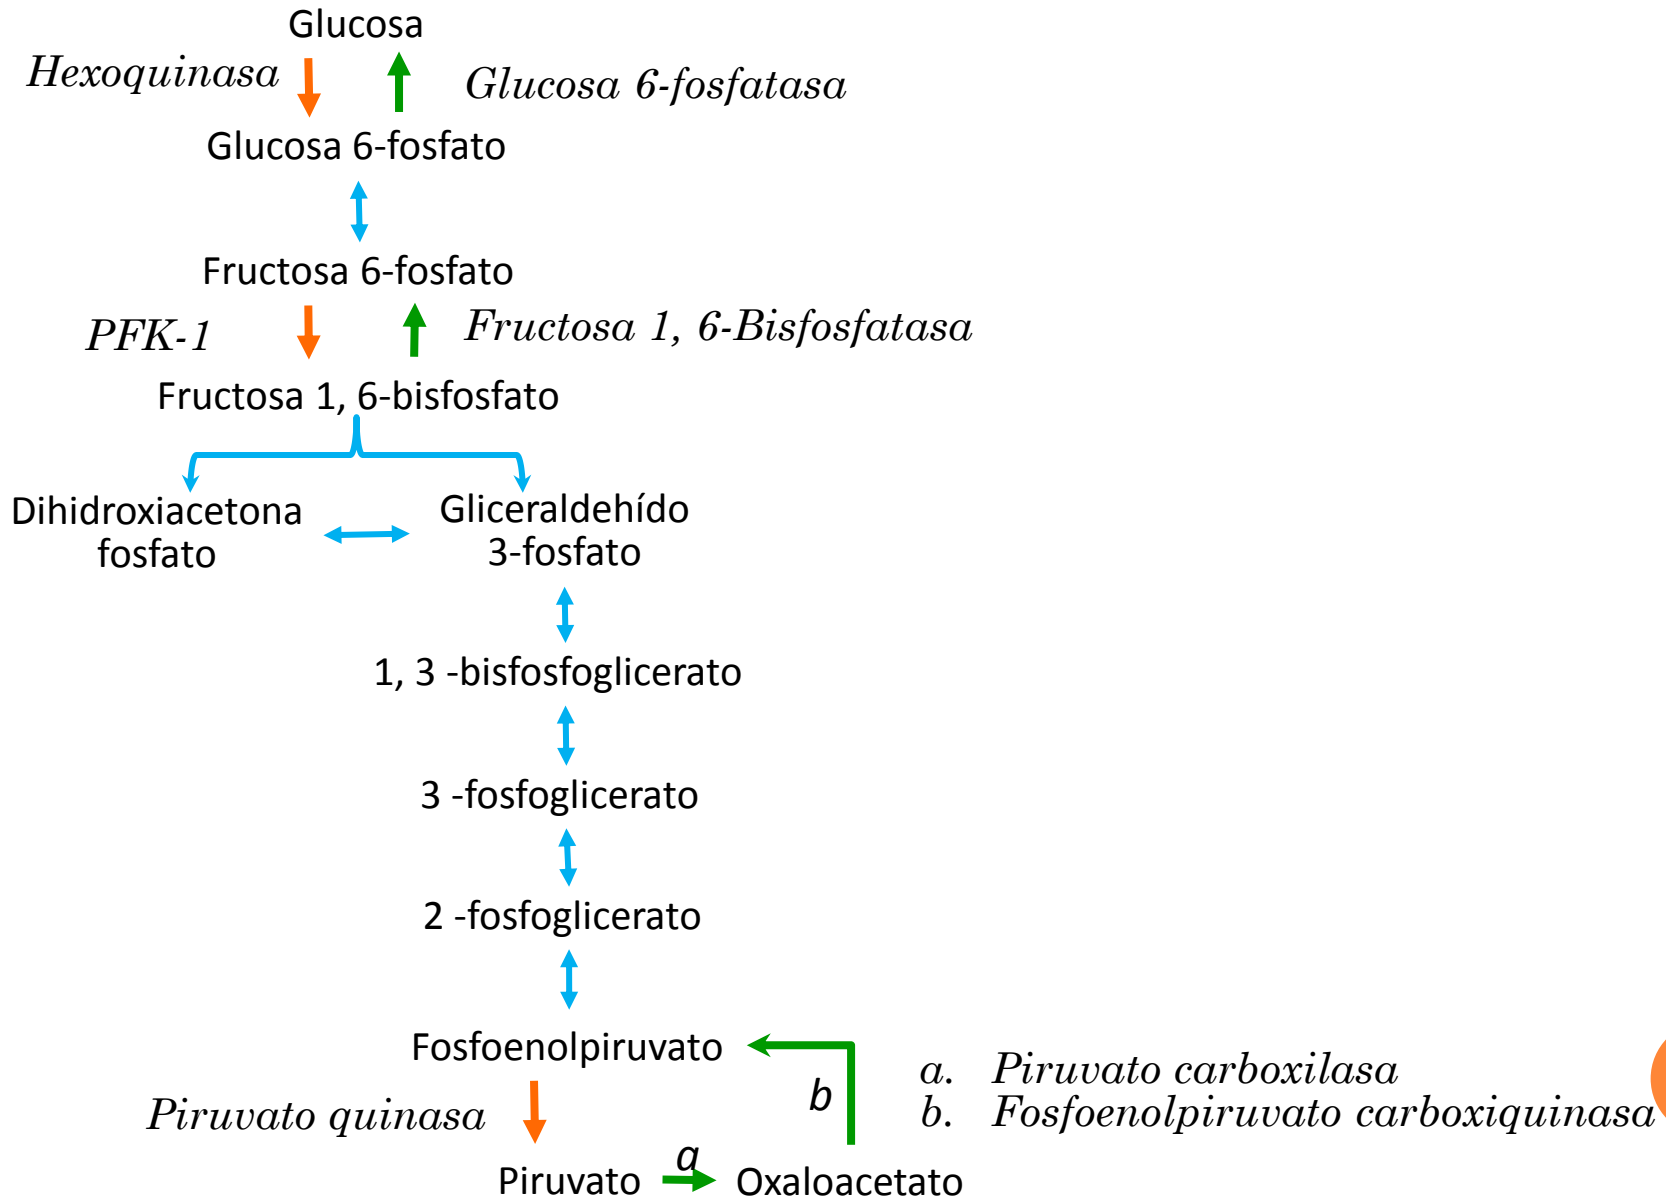 Glucosa
Hexoquinasa
Glucosa 6-fosfatasa
Glucosa 6-fosfato
Fructosa 6-fosfato
PFK-1
Fructosa 1, 6-Bisfosfatasa
Fructosa 1, 6-bisfosfato
Dihidroxiacetona
fosfato
Gliceraldehído
3-fosfato
1, 3 -bisfosfoglicerato
3 -fosfoglicerato
2 -fosfoglicerato
Fosfoenolpiruvato
b
a. Piruvato carboxilasa
b. Fosfoenolpiruvato carboxiquinasa
Piruvato quinasa
a
Piruvato
Oxaloacetato